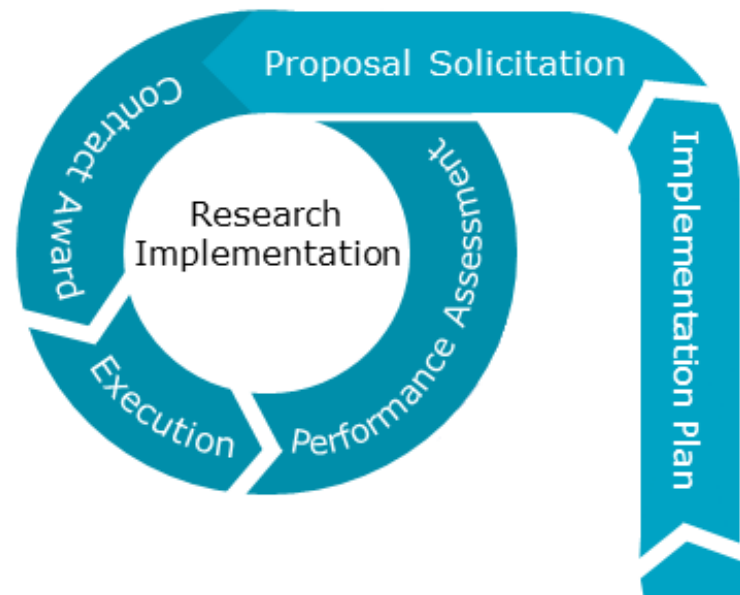 Proposal Solicitation
Contract Award
Research
Implementation
Performance Assessment
Execution
Implementation Plan